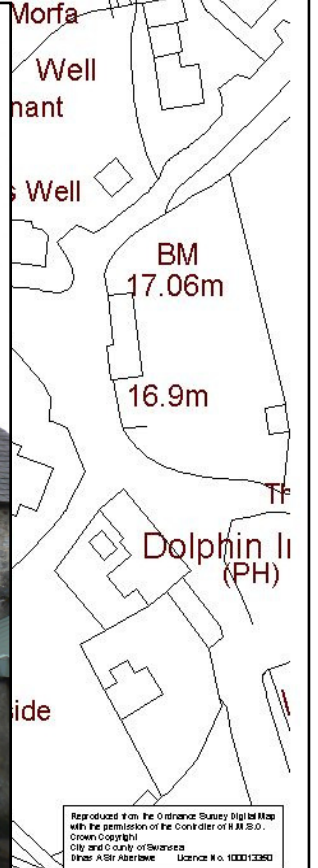 Morfa
Well
nant
s Well
BM
17.06m
16.9m
Th
Dolphin In
(PH)
ide
Reproduced from the Ordnance Survey Digital Map
with the permission of the Controller of H.M.S.O.
Crown Copyright
City and County of Swansea
Dinas A Sir Abertawe Licence No. 100013350